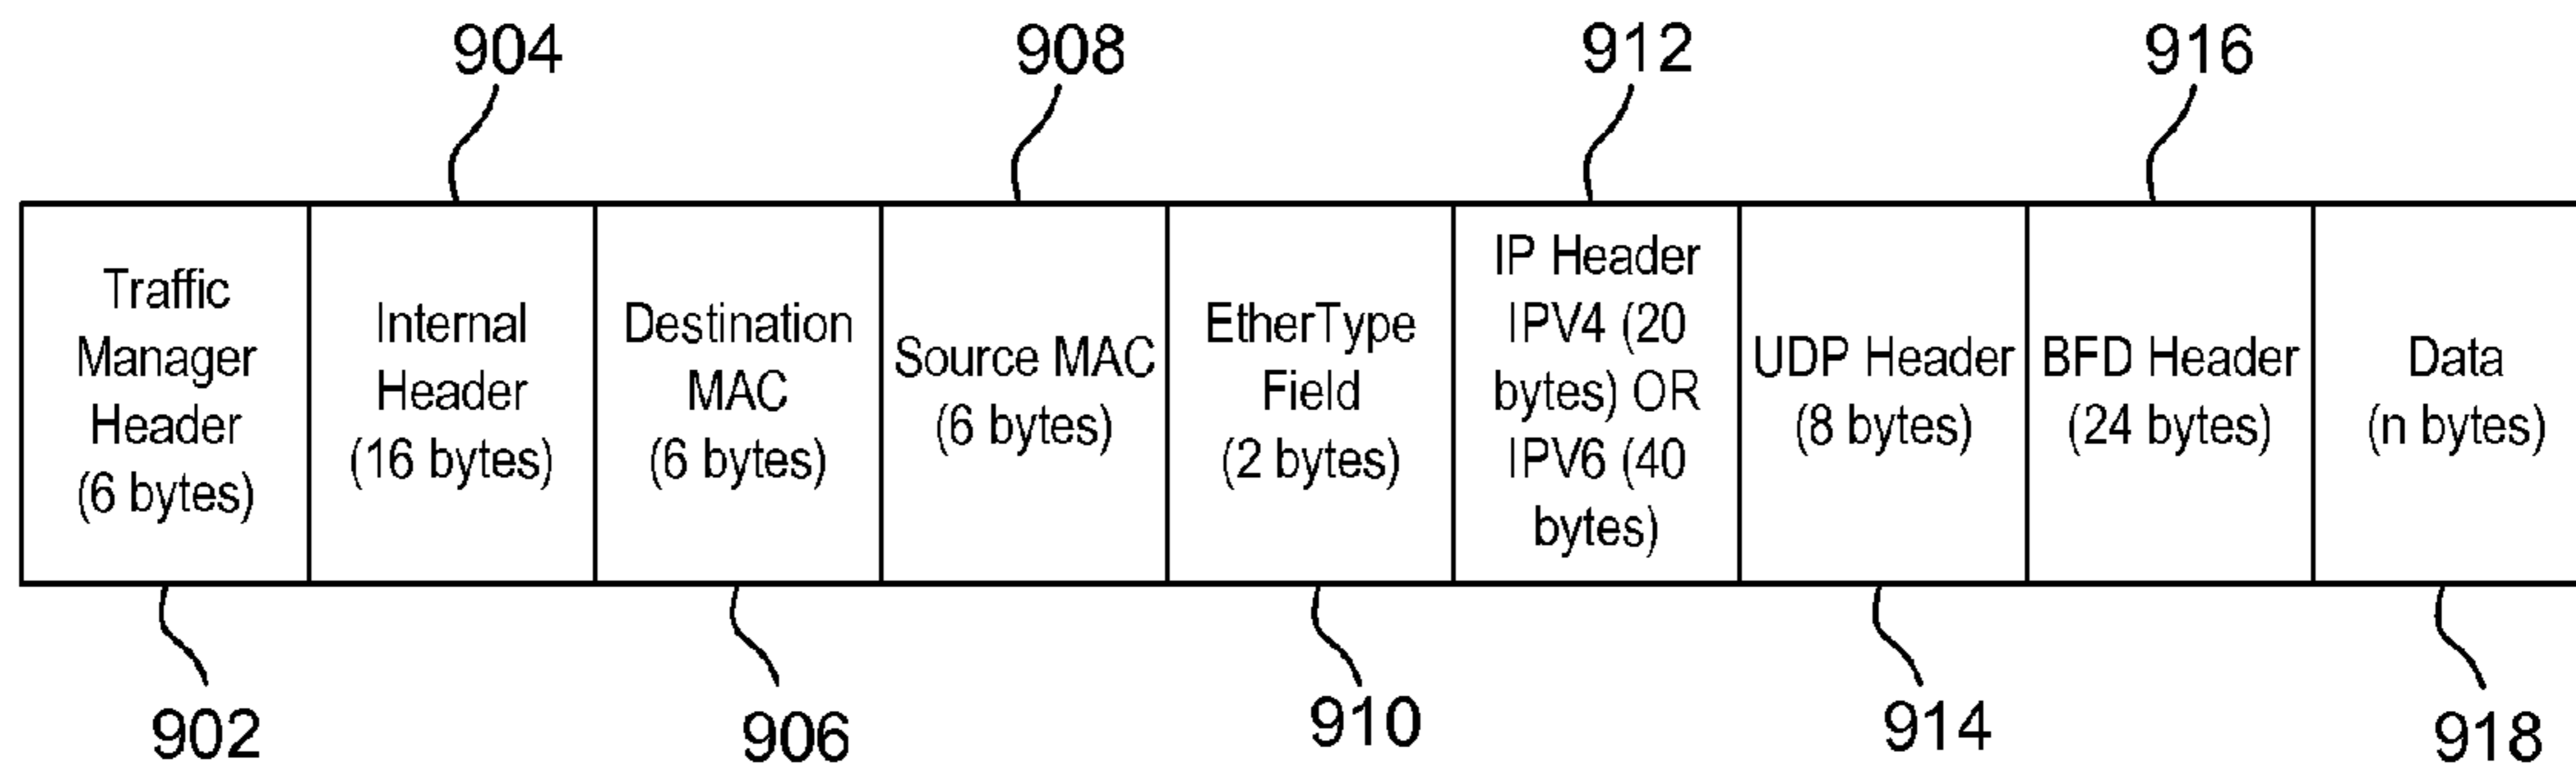 904
908
912
916
Traffic
Manager
Header
(6 bytes)
Internal
Header
(16 bytes)
Destination
MAC
(6 bytes)
Source MAC
(6 bytes)
EtherType
Field
(2 bytes)
IP Header
IPV4 (20
bytes) OR
IPV6 (40
bytes)
UDP Header
(8 bytes)
BFD Header
(24 bytes)
Data
(n bytes)
902
906
910
914
918